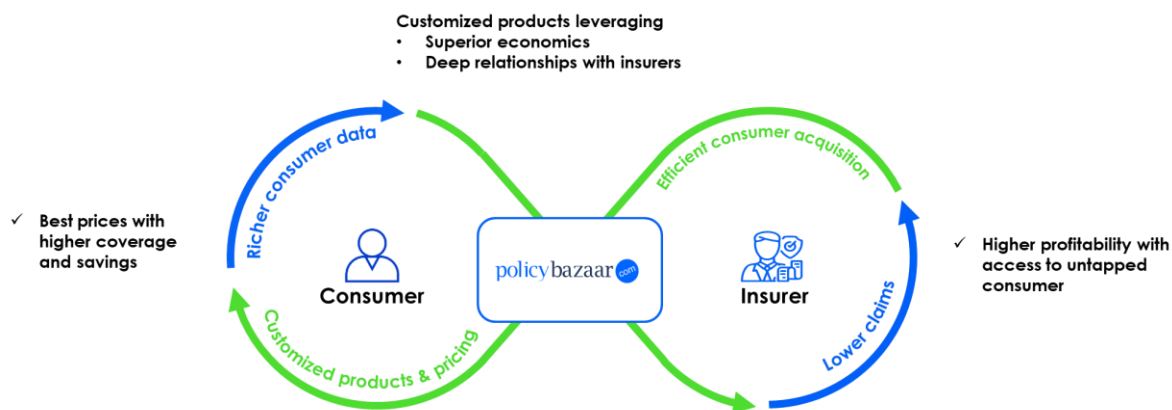 Customized products leveraging
• Superior economics
• Deep relationships with insurers
Richer consumer data
Efficient consumer acquisition
✓ Best prices with
higher coverage
and savings
Consumer
policybazaar.com
Insurer
✓ Higher profitability with
access to untapped
consumer
Customized products & pricing
Lower claims